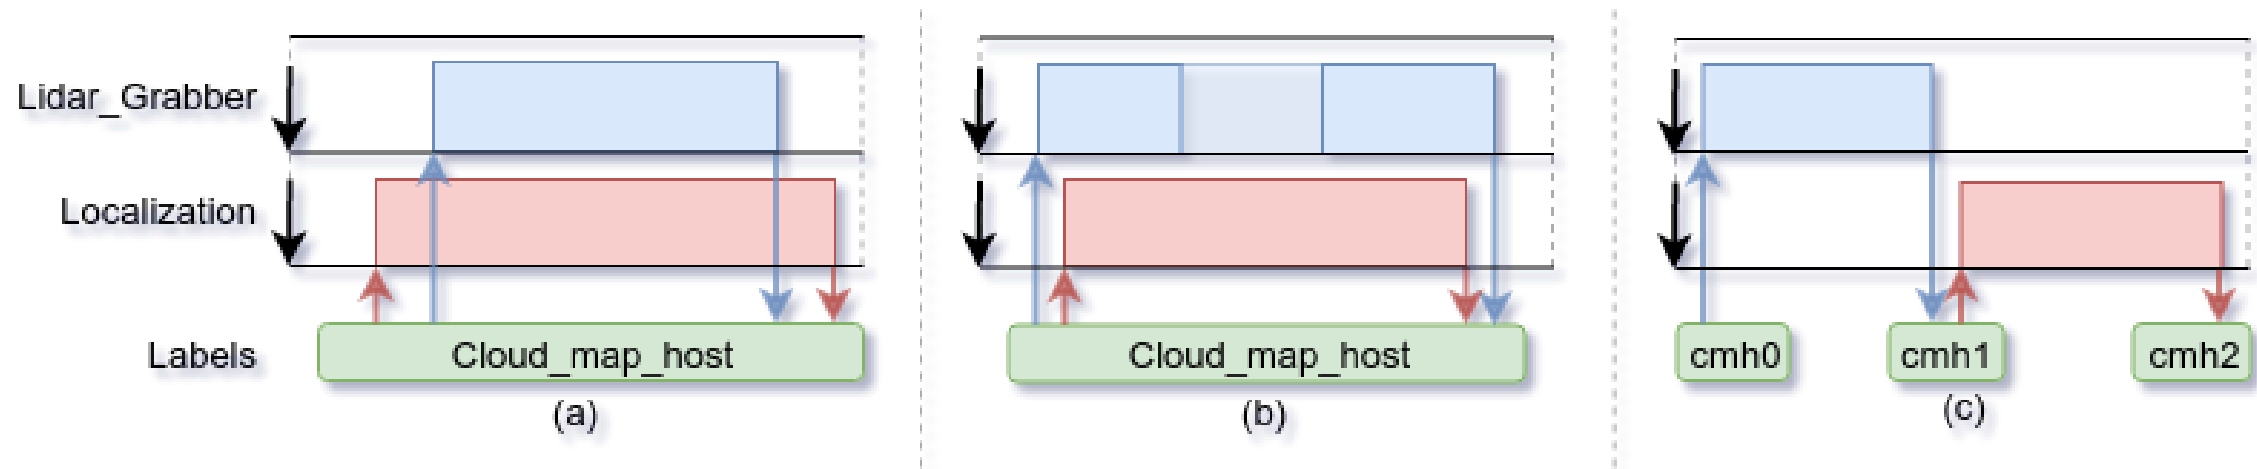 Lidar_Grabber
Localization
Labels
Cloud_map_host
Cloud_map_host
cmh0
cmh1
cmh2
(a)
(b)
(c)